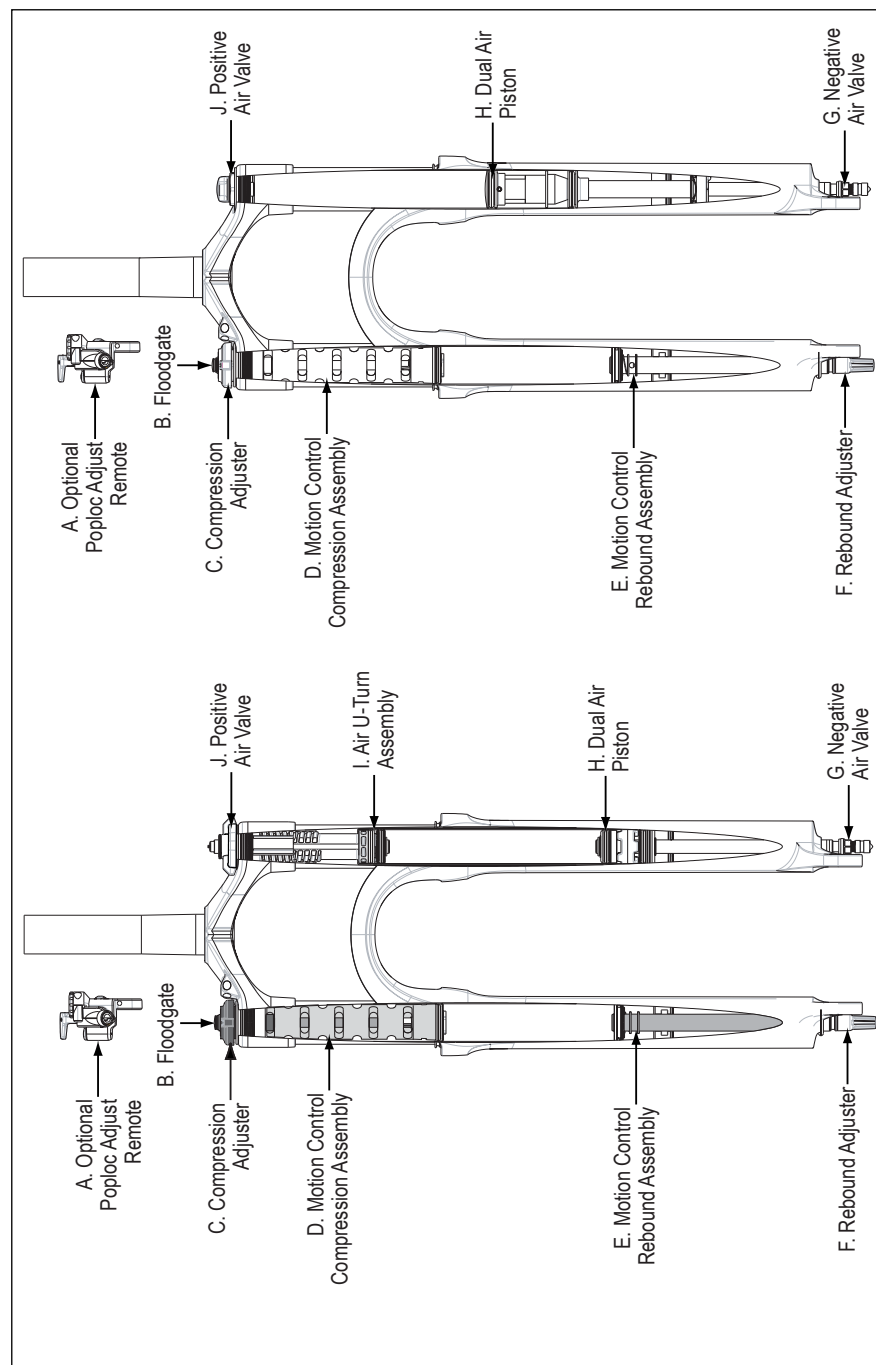 A. Optional
Poploc Adjust
Remote
B. Floodgate
C. Compression
Adjuster
D. Motion Control
Compression Assembly
E. Motion Control
Rebound Assembly
F. Rebound Adjuster
J. Positive
Air Valve
I. Air U-Turn
Assembly
H. Dual Air
Piston
G. Negative
Air Valve
A. Optional
Poploc Adjust
Remote
B. Floodgate
C. Compression
Adjuster
D. Motion Control
Compression Assembly
E. Motion Control
Rebound Assembly
F. Rebound Adjuster
J. Positive
Air Valve
H. Dual Air
Piston
G. Negative
Air Valve